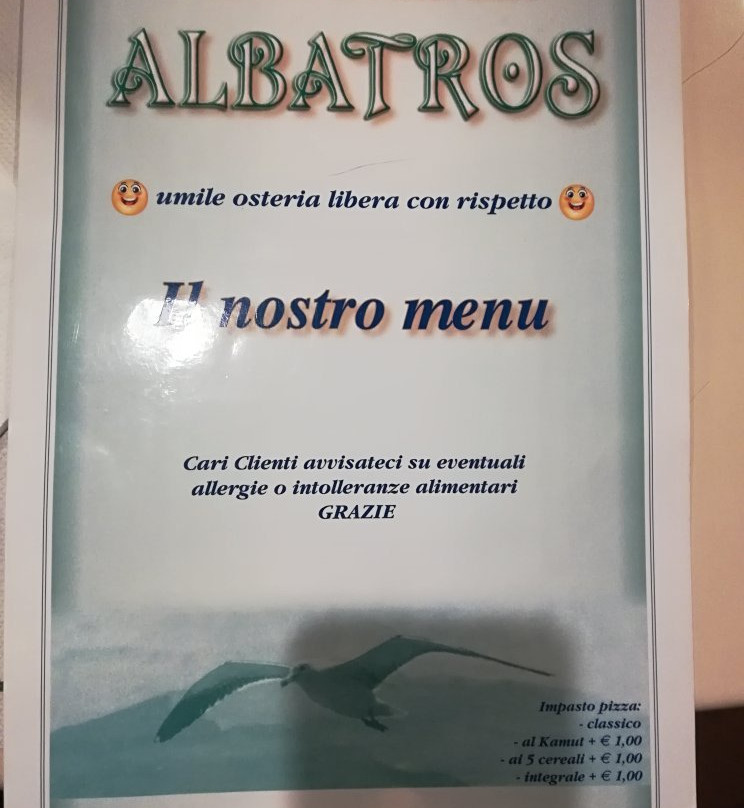 ALBATROS
umile osteria libera con rispetto
Il nostro menu
Cari Clienti avvisateci su eventuali
allergie o intolleranze alimentari
GRAZIE
Impasto pizza:
- classico
- al Kamut + € 1,00
- ai 5 cereali + € 1,00
- integrale + € 1,00